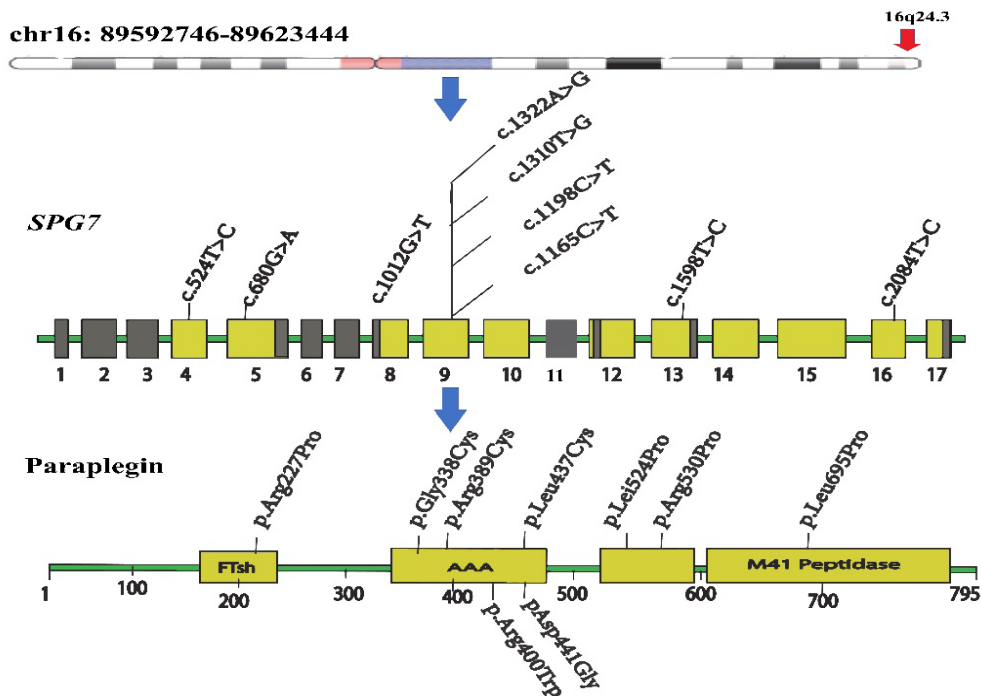 16q24.3
chr16: 89592746-89623444
c.1322A>G
c.1310T>G
c.1198C>T
c.1165C>T
SPG7
c.524T>C
c.680G>A
c.1012G>T
c.1598T>C
c.2084T>C
1 2 3 4 5 6 7 8 9 10 11 12 13 14 15 16 17
Paraplegin
p.Arg227Pro
p.Gly338Cys
p.Arg389Cys
p.Leu437Cys
p.Lei524Pro
p.Arg530Pro
p.Leu695Pro
FTsh
AAA
M41 Peptidase
1 100 200 300 400 500 600 700 795
p.Arg400Trp
pAsp441Gly